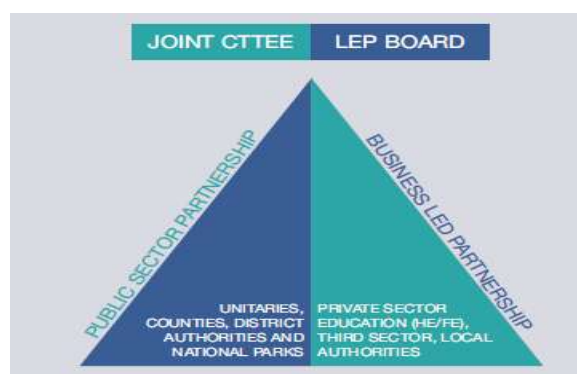 JOINT CTTEE
LEP BOARD
PUBLIC SECTOR PARTNERSHIP
BUSINESS LED PARTNERSHIP
UNITARIES,
COUNTIES, DISTRICT
AUTHORITIES AND
NATIONAL PARKS
PRIVATE SECTOR
EDUCATION (HE/FE),
THIRD SECTOR, LOCAL
AUTHORITIES